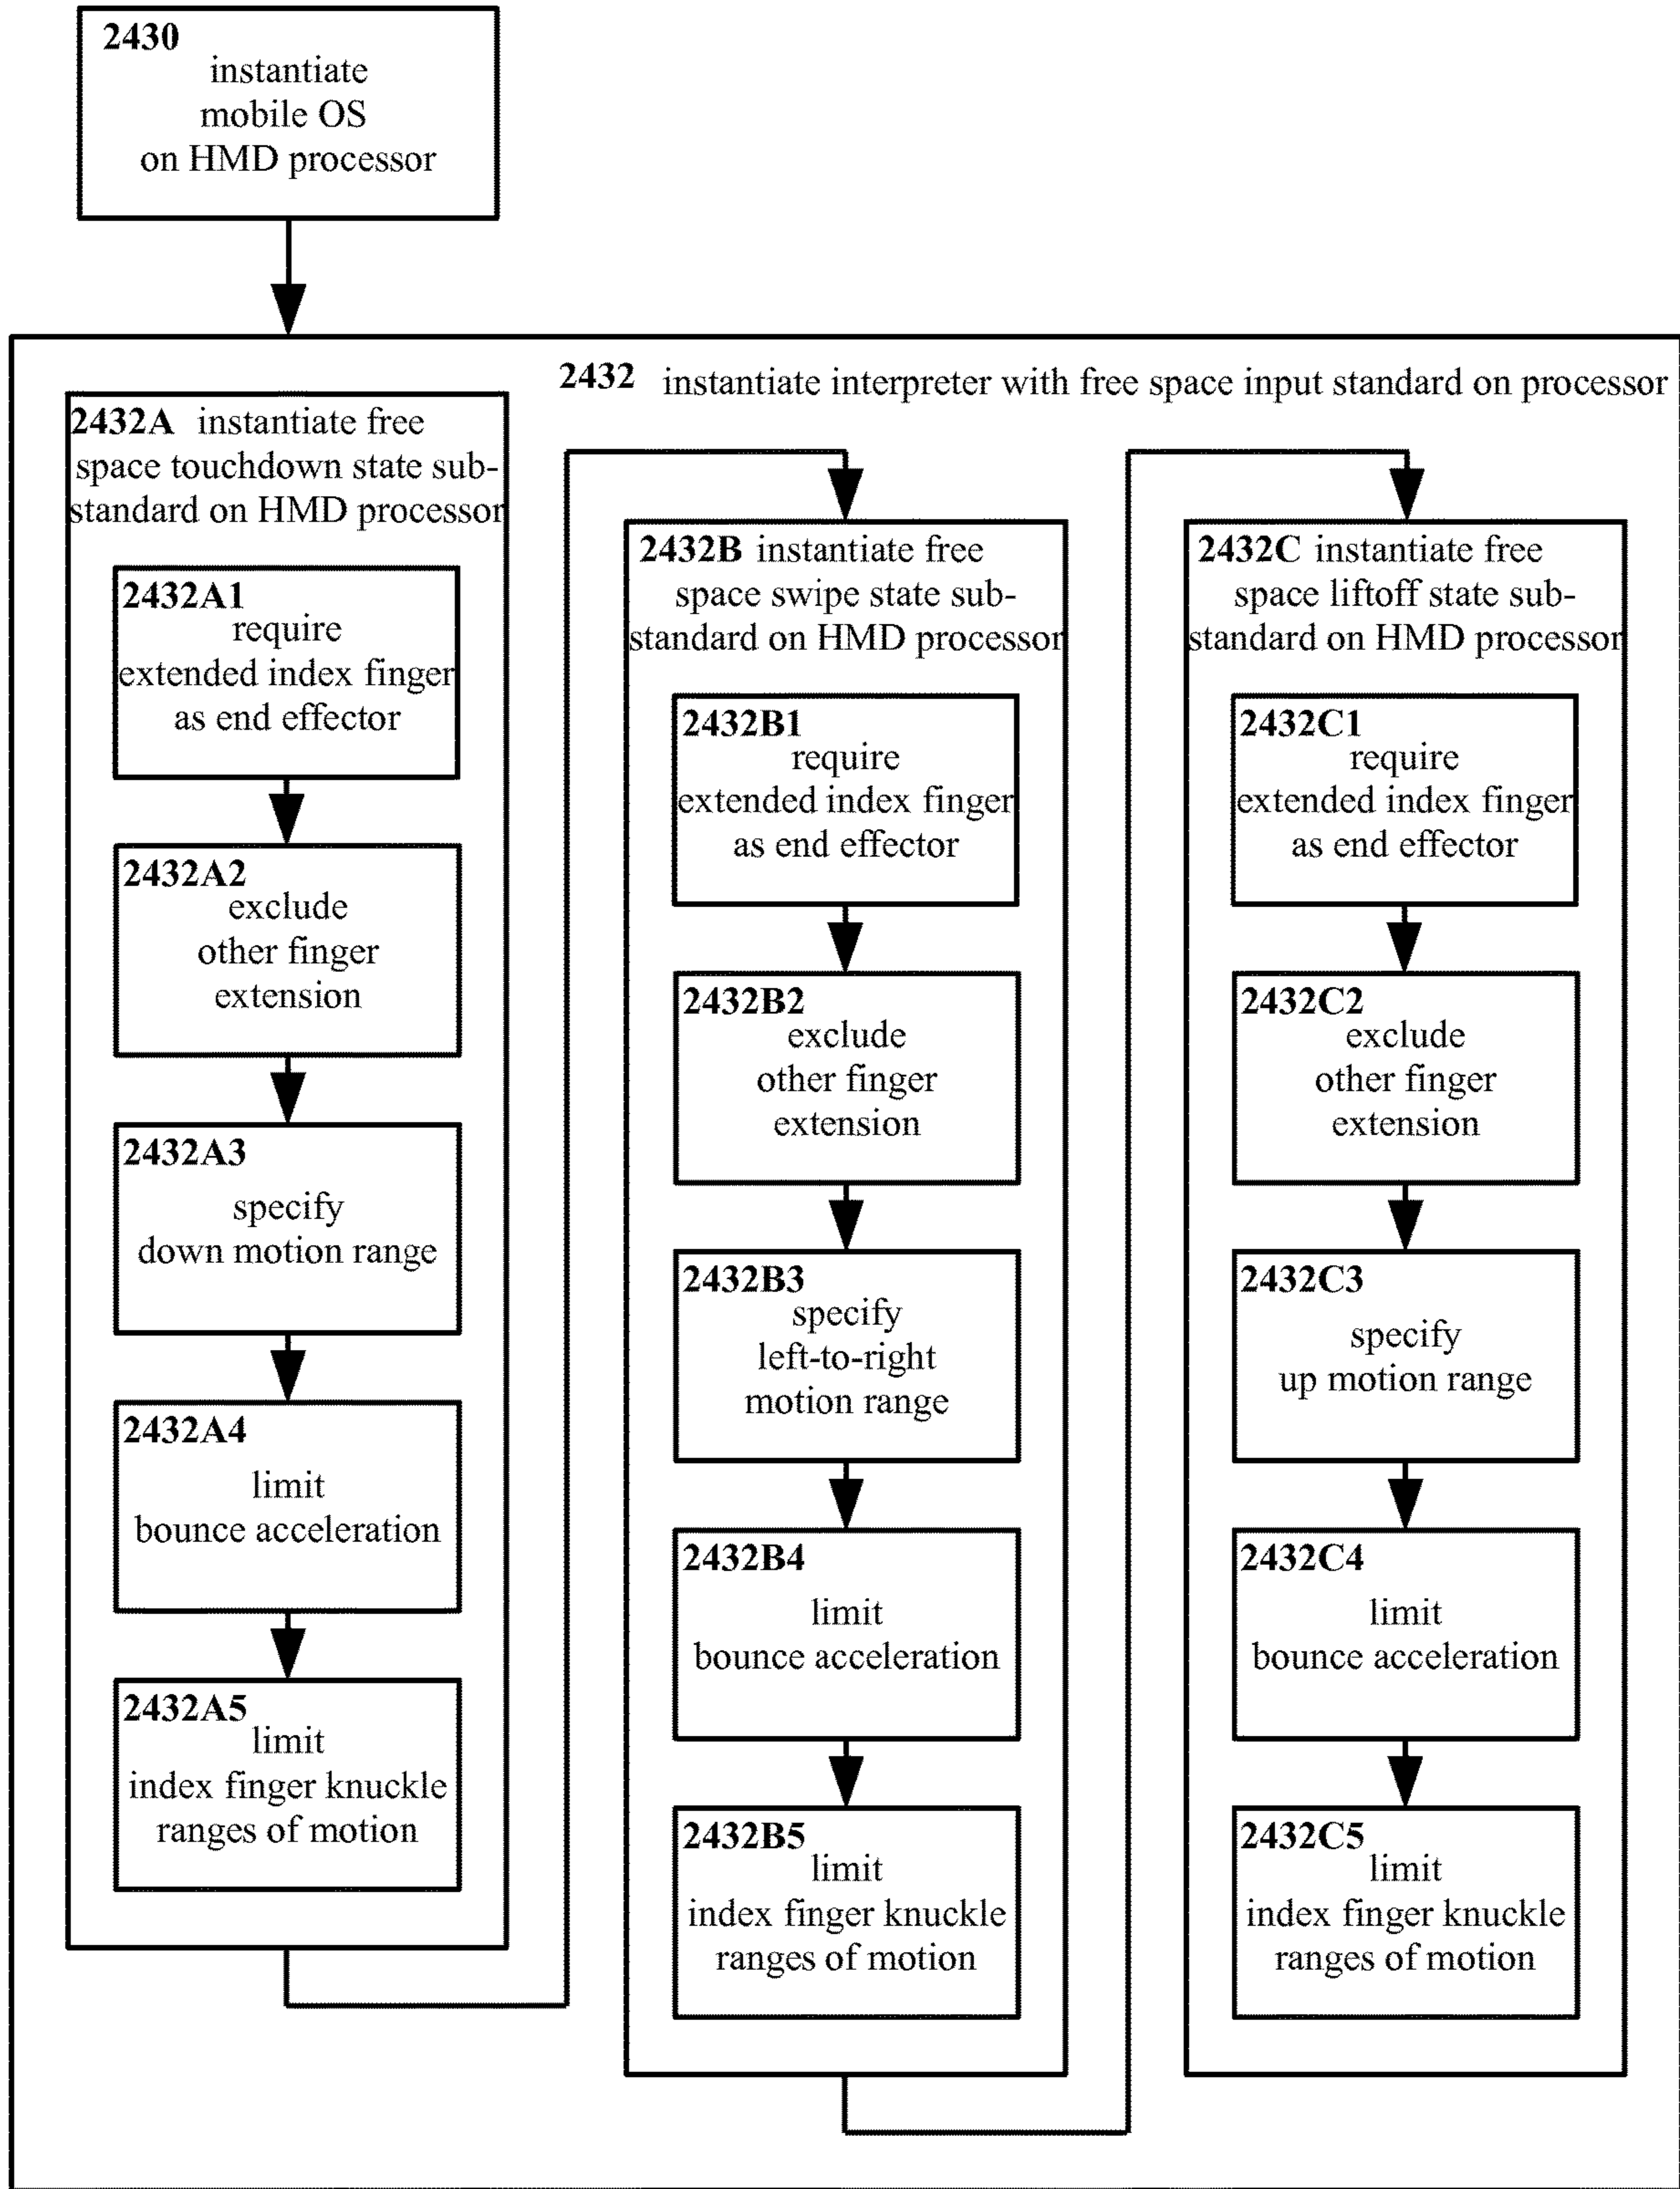 2430
instantiate
mobile OS
on HMD processor
2432 instantiate interpreter with free space input standard on processor
2432A instantiate free
space touchdown state sub-
standard on HMD processor
2432A1
require
extended index finger
as end effector
2432A2
exclude
other finger
extension
2432A3
specify
down motion range
2432A4
limit
bounce acceleration
2432A5
limit
index finger knuckle
ranges of motion
2432B instantiate free
space swipe state sub-
standard on HMD processor
2432B1
require
extended index finger
as end effector
2432B2
exclude
other finger
extension
2432B3
specify
left-to-right
motion range
2432B4
limit
bounce acceleration
2432B5
limit
index finger knuckle
ranges of motion
2432C instantiate free
space liftoff state sub-
standard on HMD processor
2432C1
require
extended index finger
as end effector
2432C2
exclude
other finger
extension
2432C3
specify
up motion range
2432C4
limit
bounce acceleration
2432C5
limit
index finger knuckle
ranges of motion